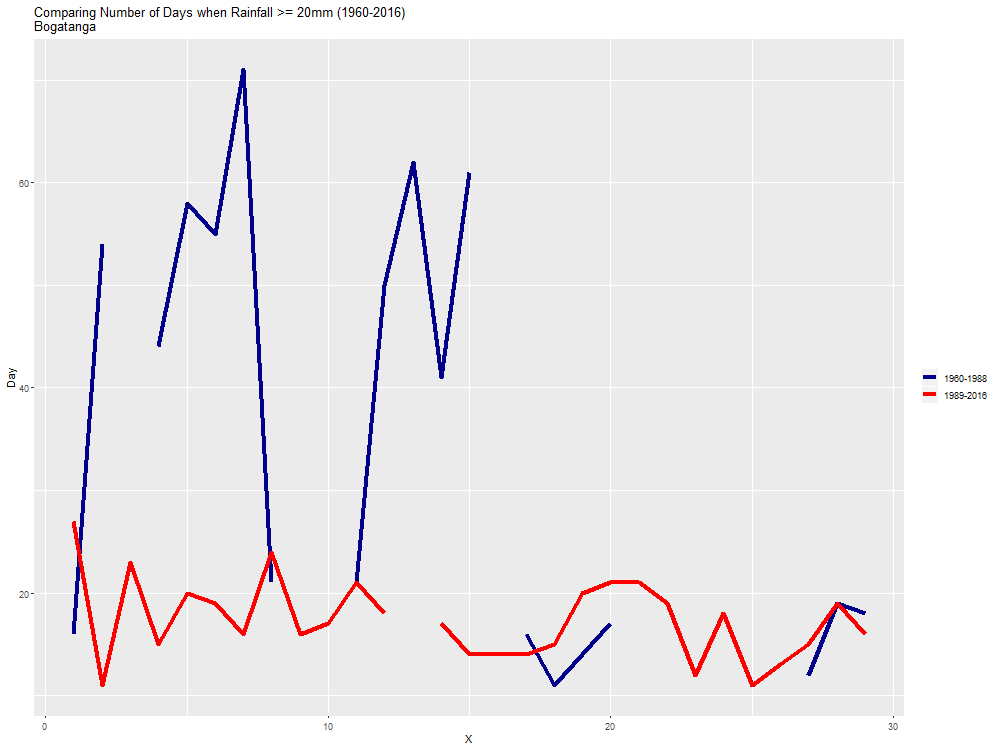 Comparing Number of Days when Rainfall >= 20mm (1960-2016)
Bogatanga
60
40
20
Day
0
10
20
30
X
1960-1988
1989-2016